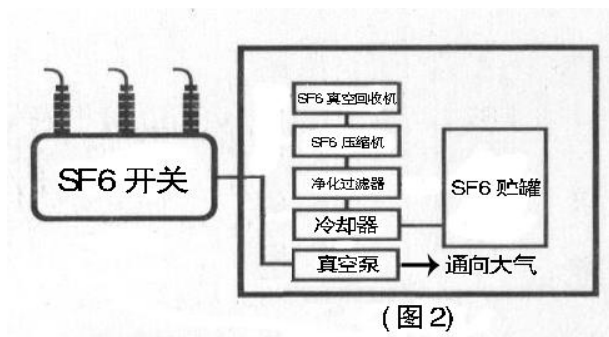 SF6 真空回收机
SF6 压缩机
SF6 开关
净化过滤器
SF6 贮罐
冷却器
真空泵
通向大气
(图2)